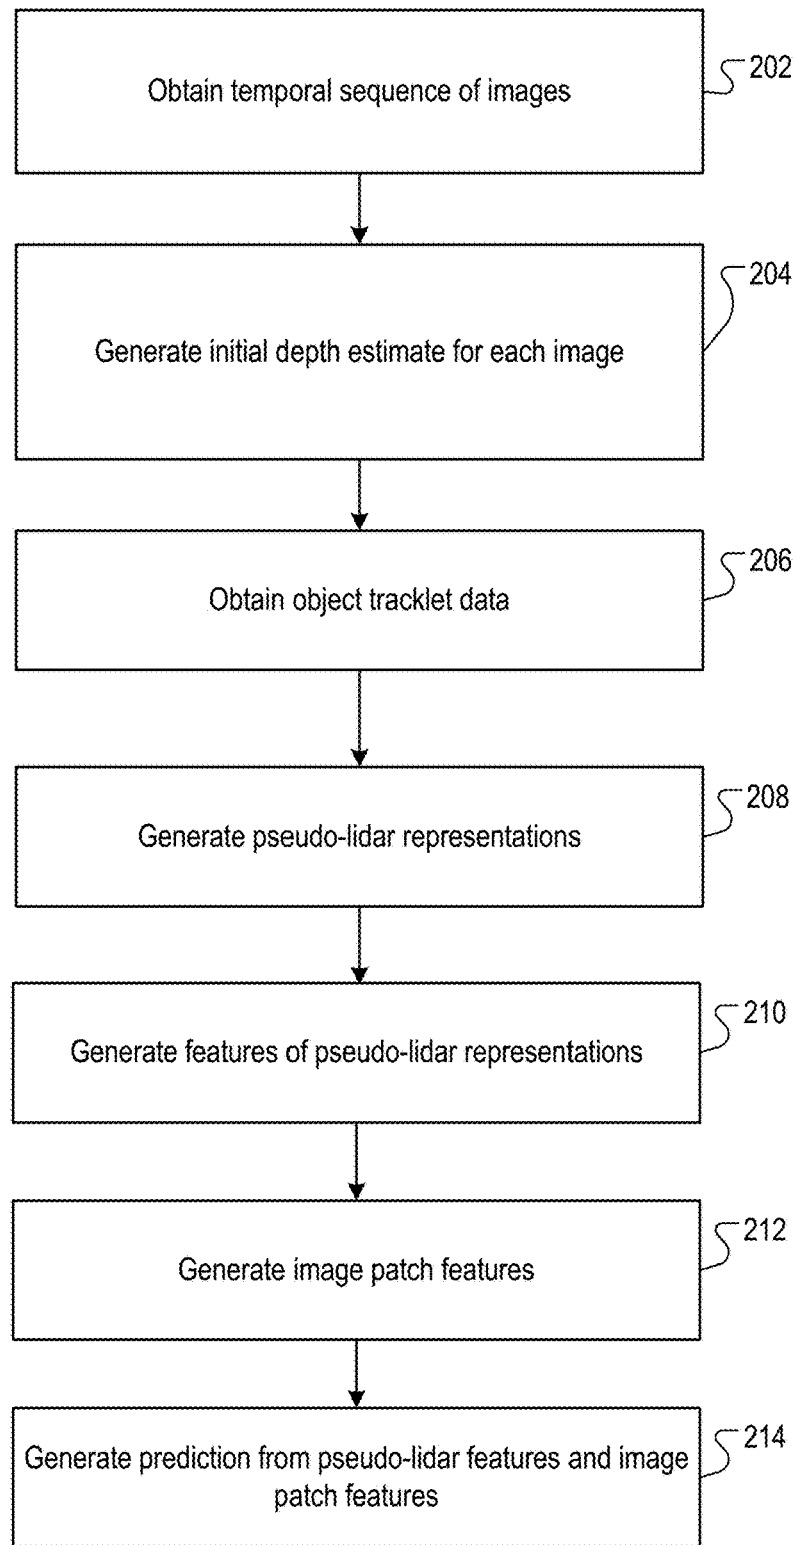 Obtain temporal sequence of images
202
Generate initial depth estimate for each image
204
Obtain object tracklet data
206
Generate pseudo-lidar representations
208
Generate features of pseudo-lidar representations
210
Generate image patch features
212
Generate prediction from pseudo-lidar features and image
patch features
214